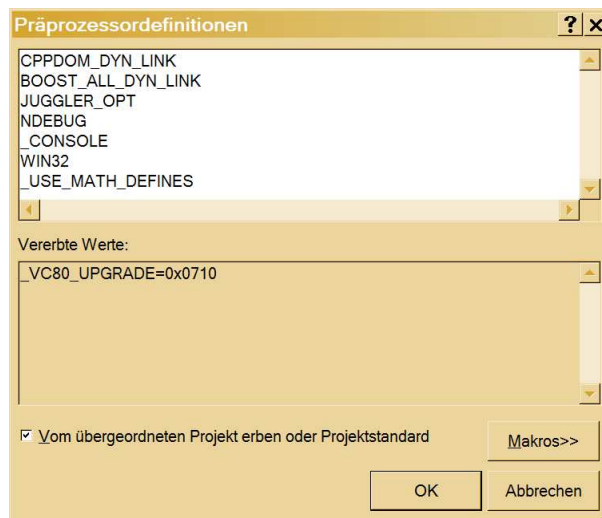 Präprozessordefinitionen
CPPDOM_DYN_LINK
BOOST_ALL_DYN_LINK
JUGGLER_OPT
NDEBUG
_CONSOLE
WIN32
_USE_MATH_DEFINES
Vererbte Werte:
_VC80_UPGRADE=0x0710
Vom übergeordneten Projekt erben oder Projektstandard
Makros>>
OK
Abbrechen